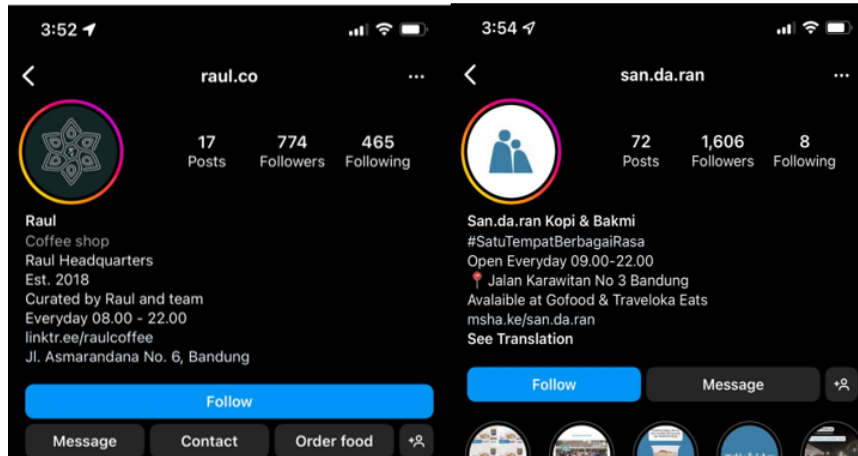 3:52
raul.co
17
774
465
Posts
Followers
Following
Raul
Coffee shop
Raul Headquarters
Est. 2018
Curated by Raul and team
Everyday 08.00 - 22.00
linktr.ee/raulcoffee
Jl. Asmarandana No. 6, Bandung
Follow
Message
Contact
Order food
3:54
san.da.ran
72
1,606
8
Posts
Followers
Following
San.da.ran Kopi & Bakmi
#SatuTempatBerbagaiRasa
Open Everyday 09.00-22.00
Jalan Karawitan No 3 Bandung
Avalaible at Gofood & Traveloka Eats
msha.ke/san.da.ran
See Translation
Follow
Message